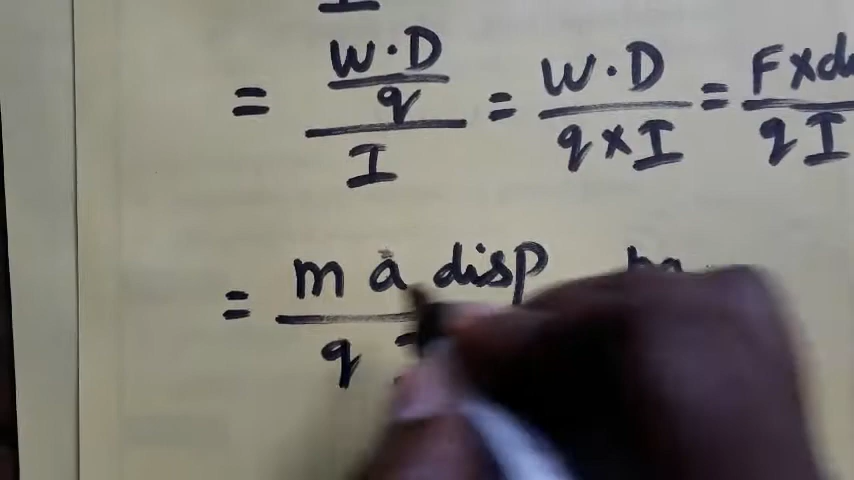 I
= W·D/q / I = W·D / q×I = F×d / qI
= m a disp / q